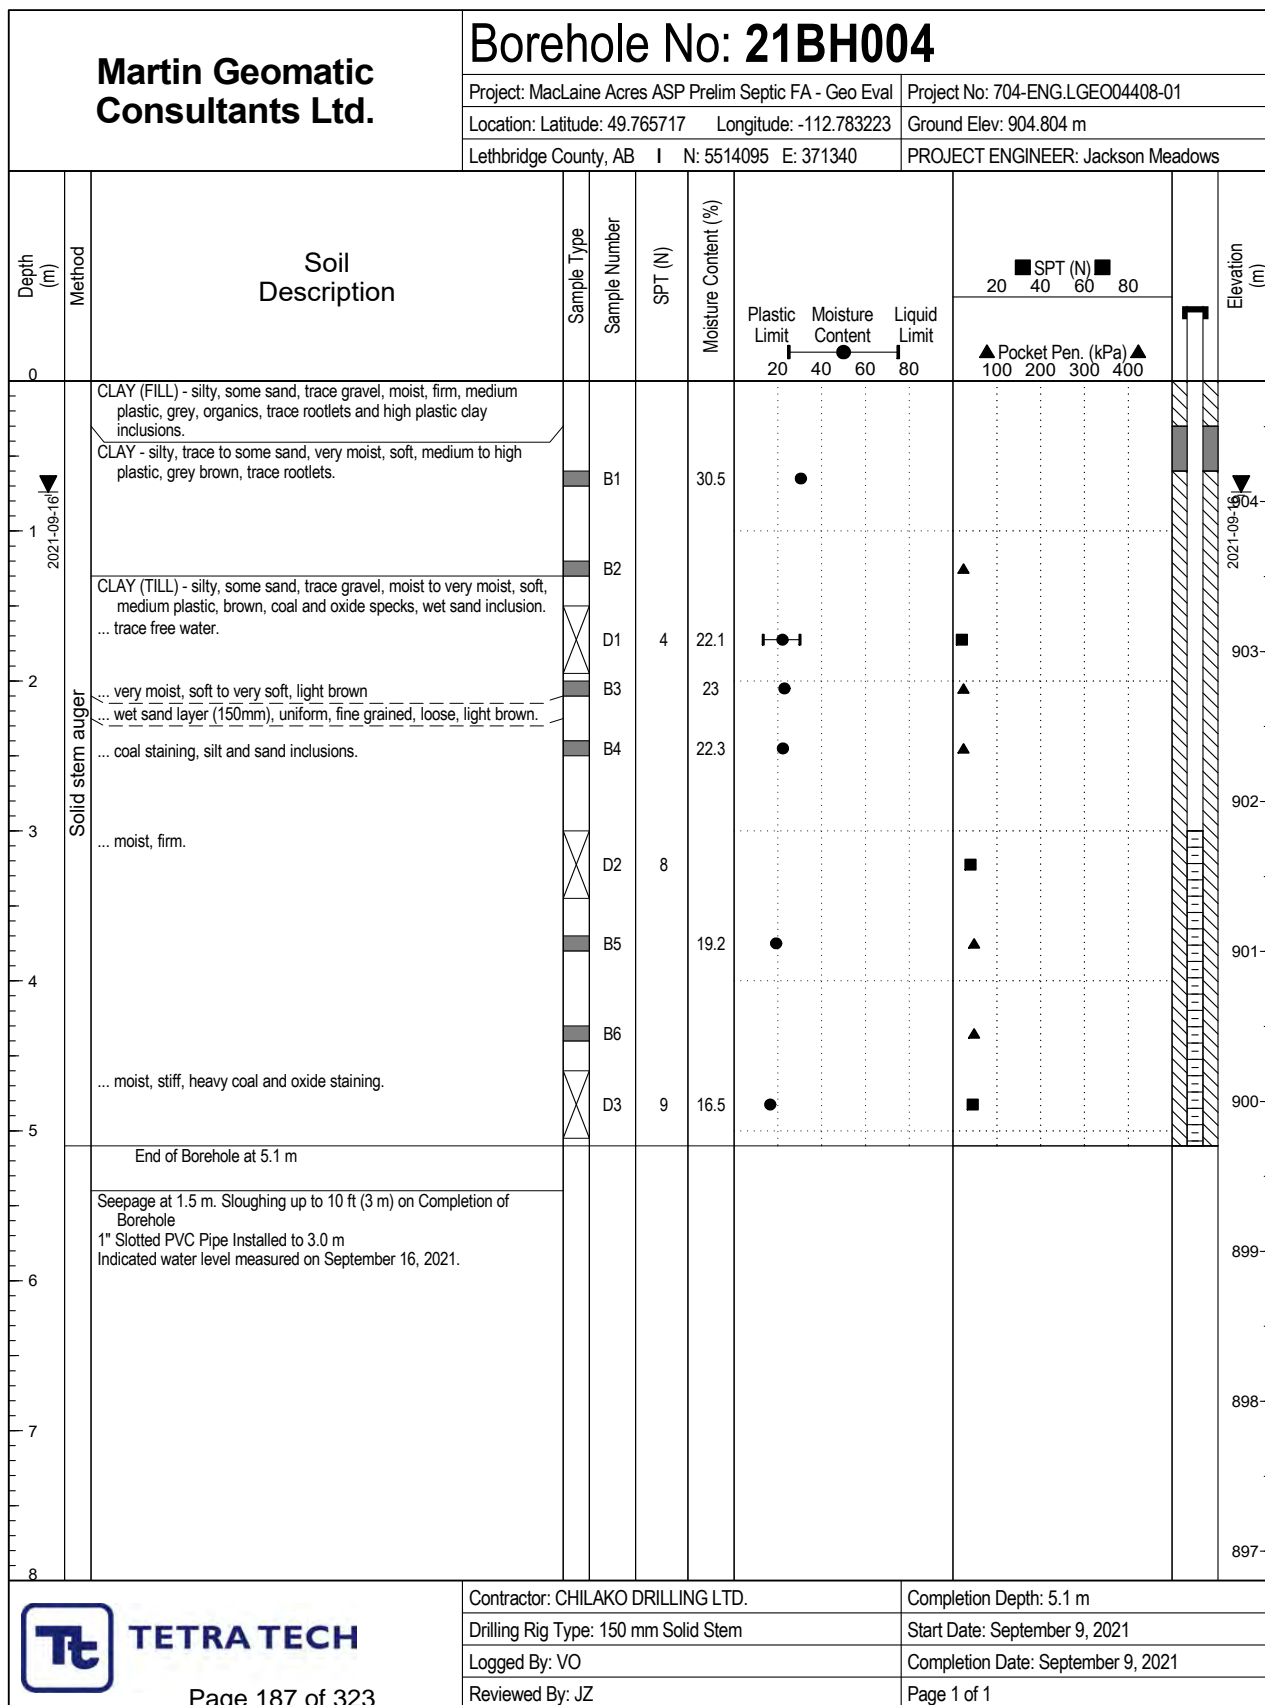 Martin Geomatic
Consultants Ltd.
Borehole No: 21BH004
Project: MacLaine Acres ASP Prelim Septic FA - Geo Eval
Project No: 704-ENG.LGEO04408-01
Location: Latitude: 49.765717 Longitude: -112.783223
Ground Elev: 904.804 m
Lethbridge County, AB I N: 5514095 E: 371340
PROJECT ENGINEER: Jackson Meadows
Depth
(m)
Method
Soil
Description
Sample Type
Sample Number
SPT (N)
Moisture Content (%)
Plastic Moisture Liquid
Limit Content Limit
20 40 60 80
SPT (N)
20 40 60 80
Pocket Pen. (kPa)
100 200 300 400
Elevation
(m)
0
CLAY (FILL) - silty, some sand, trace gravel, moist, firm, medium
plastic, grey, organics, trace rootlets and high plastic clay
inclusions.
CLAY - silty, trace to some sand, very moist, soft, medium to high
plastic, grey brown, trace rootlets.
B1 30.5
2021-09-16
904
2021-09-16
1
B2
CLAY (TILL) - silty, some sand, trace gravel, moist to very moist, soft,
medium plastic, brown, coal and oxide specks, wet sand inclusion.
... trace free water.
D1 4 22.1
903
2
... very moist, soft to very soft, light brown
B3 23
... wet sand layer (150mm), uniform, fine grained, loose, light brown.
... coal staining, silt and sand inclusions.
B4 22.3
Solid stem auger
902
3
... moist, firm.
D2 8
B5 19.2
901
4
B6
... moist, stiff, heavy coal and oxide staining.
D3 9 16.5
900
5
End of Borehole at 5.1 m
Seepage at 1.5 m. Sloughing up to 10 ft (3 m) on Completion of
Borehole
1" Slotted PVC Pipe Installed to 3.0 m
Indicated water level measured on September 16, 2021.
899
6
898
7
897
8
TETRA TECH
Page 187 of 323
Contractor: CHILAKO DRILLING LTD.
Completion Depth: 5.1 m
Drilling Rig Type: 150 mm Solid Stem
Start Date: September 9, 2021
Logged By: VO
Completion Date: September 9, 2021
Reviewed By: JZ
Page 1 of 1